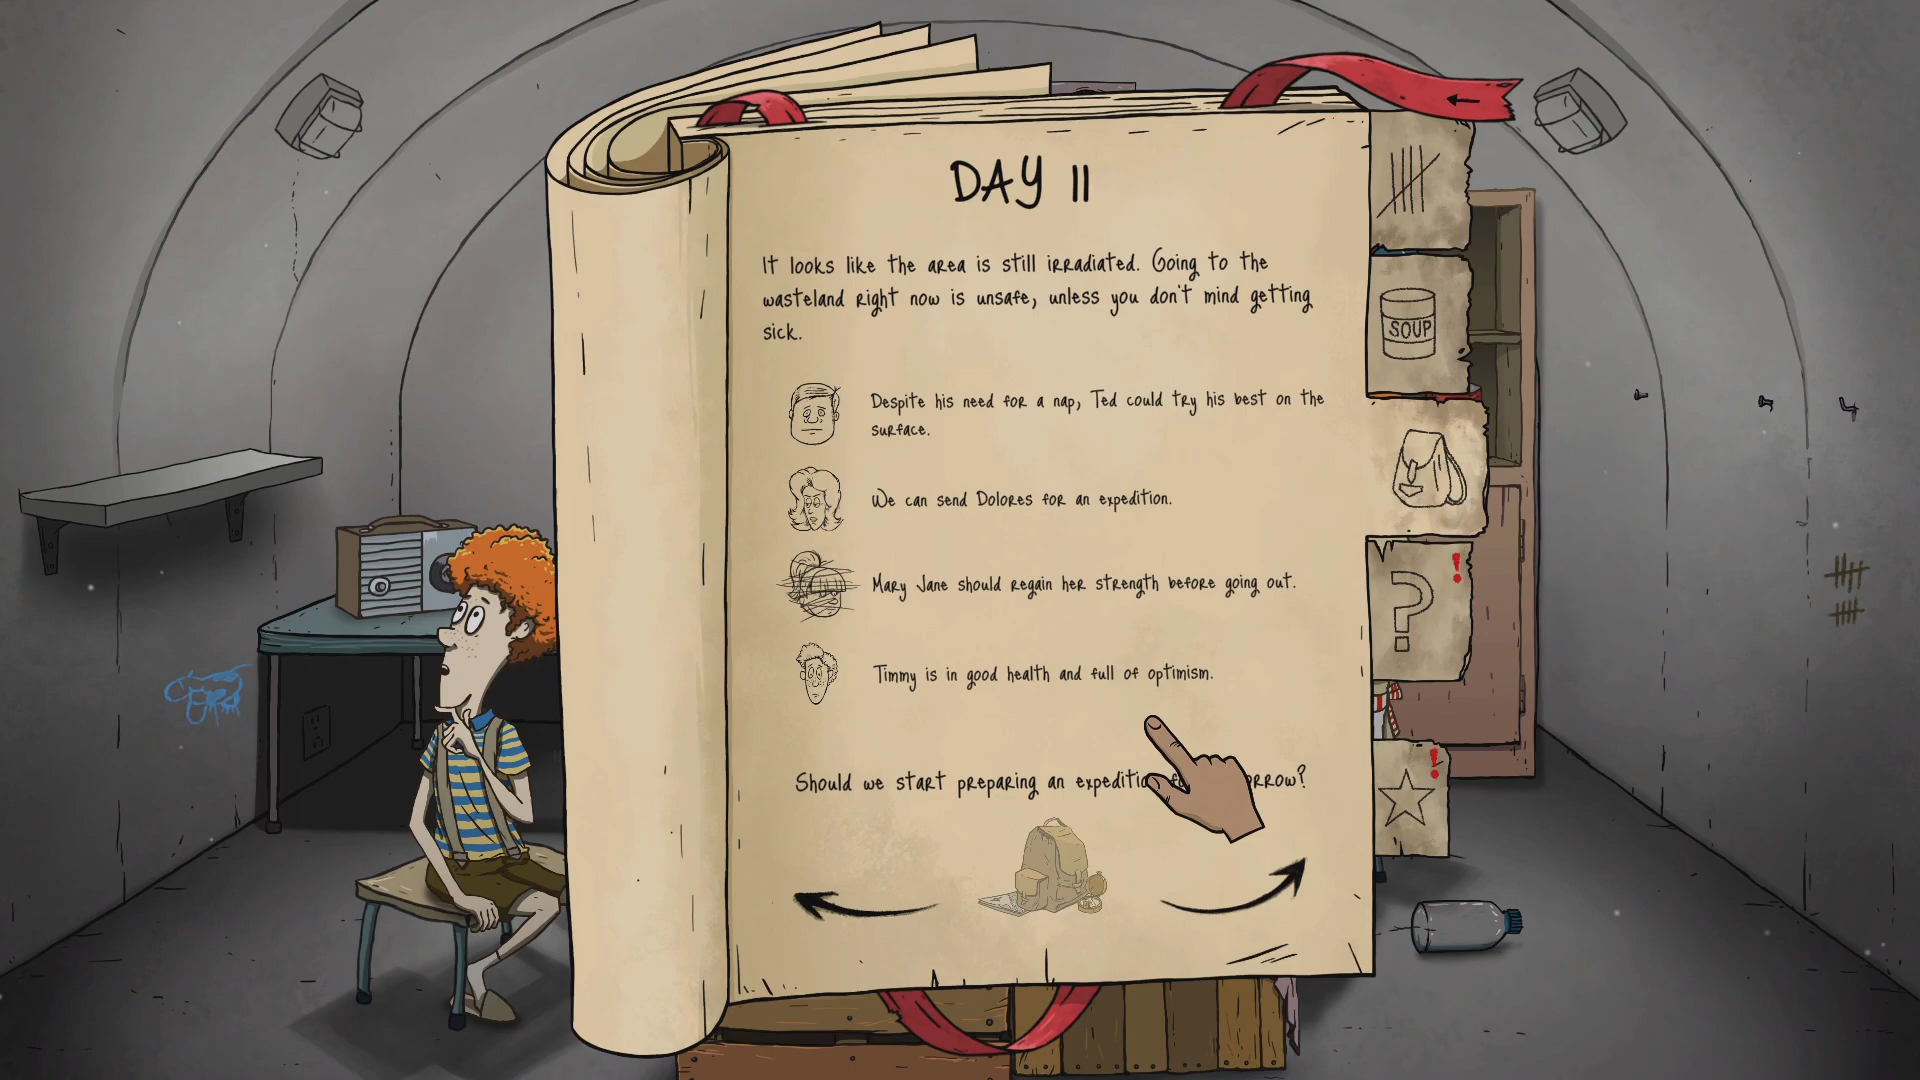 DAY 11
It looks like the area is still irradiated. Going to the
wasteland right now is unsafe, unless you don't mind getting
sick.
Despite his need for a nap, Ted could try his best on the
surface.
We can send Dolores for an expedition.
Mary Jane should regain her strength before going out.
Timmy is in good health and full of optimism.
Should we start preparing an
SOUP
?
!
!